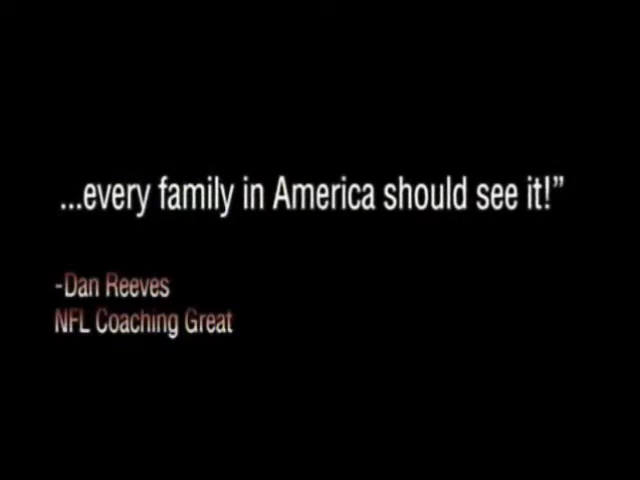 ...every family in America should see it!”
-Dan Reeves
NFL Coaching Great